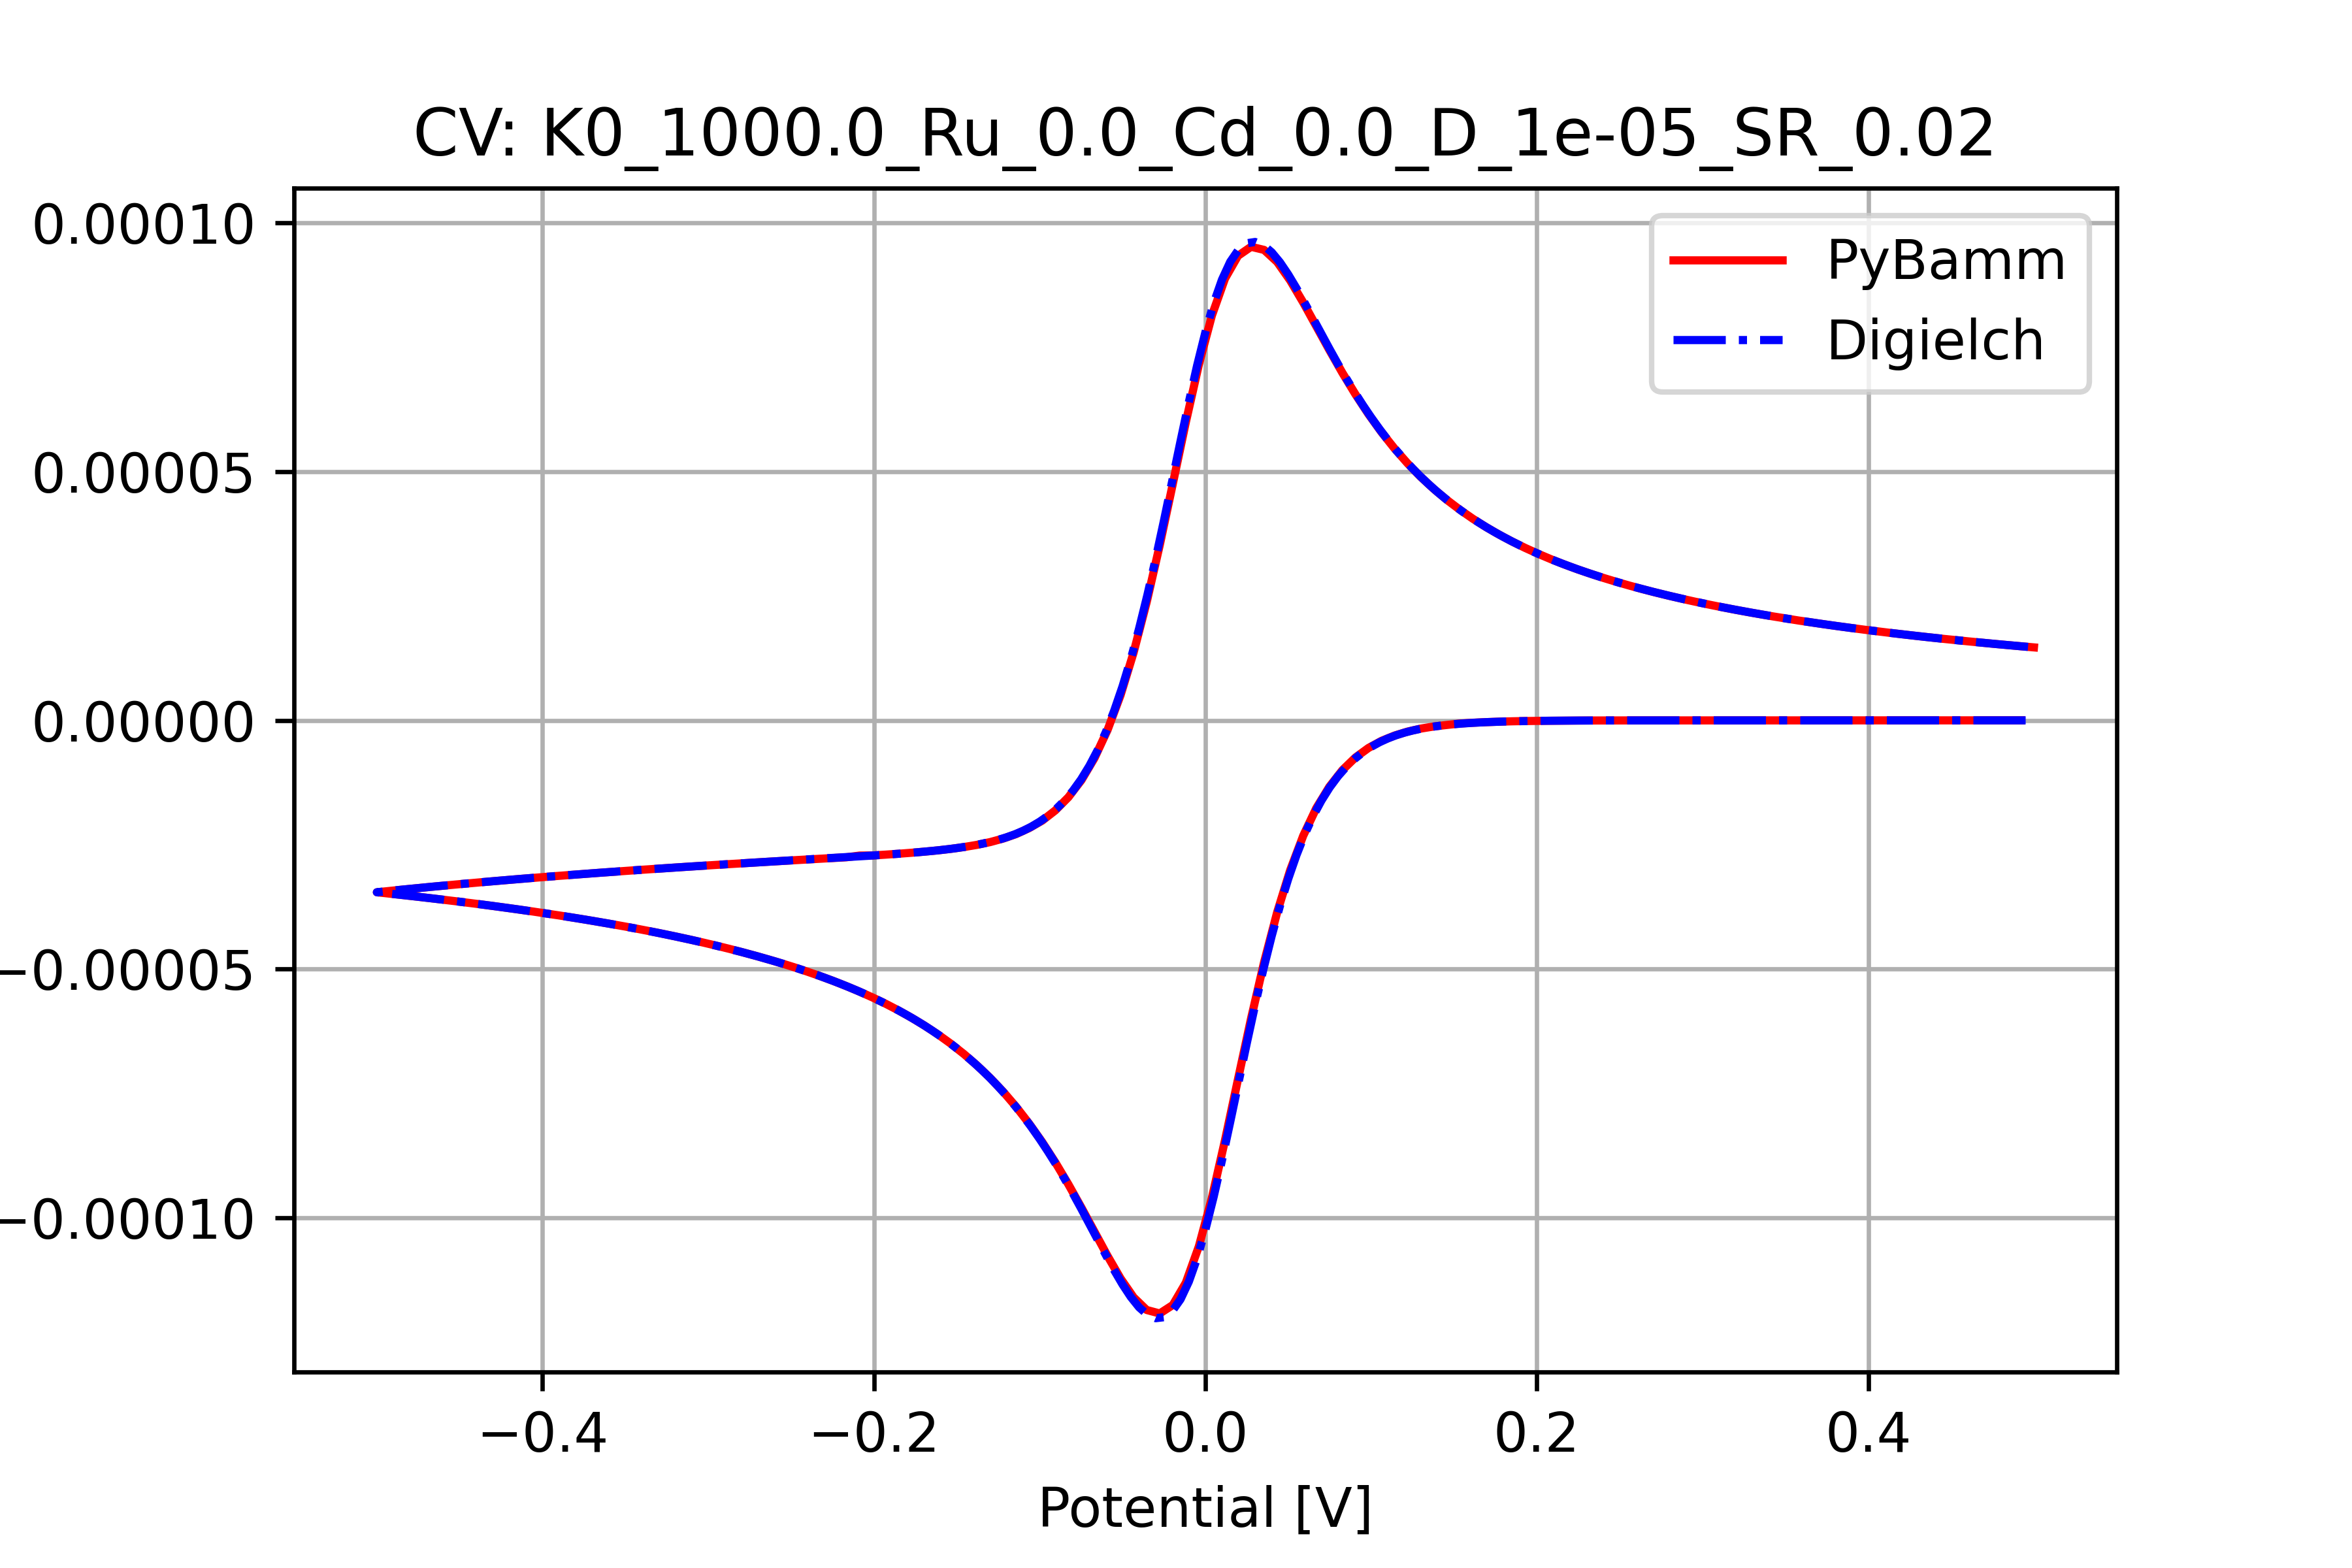 CV: K0_1000.0_Ru_0.0_Cd_0.0_D_1e-05_SR_0.02
0.00010
0.00005
0.00000
−0.00005
−0.00010
PyBamm
Digielch
−0.4
−0.2
0.0
0.2
0.4
Potential [V]